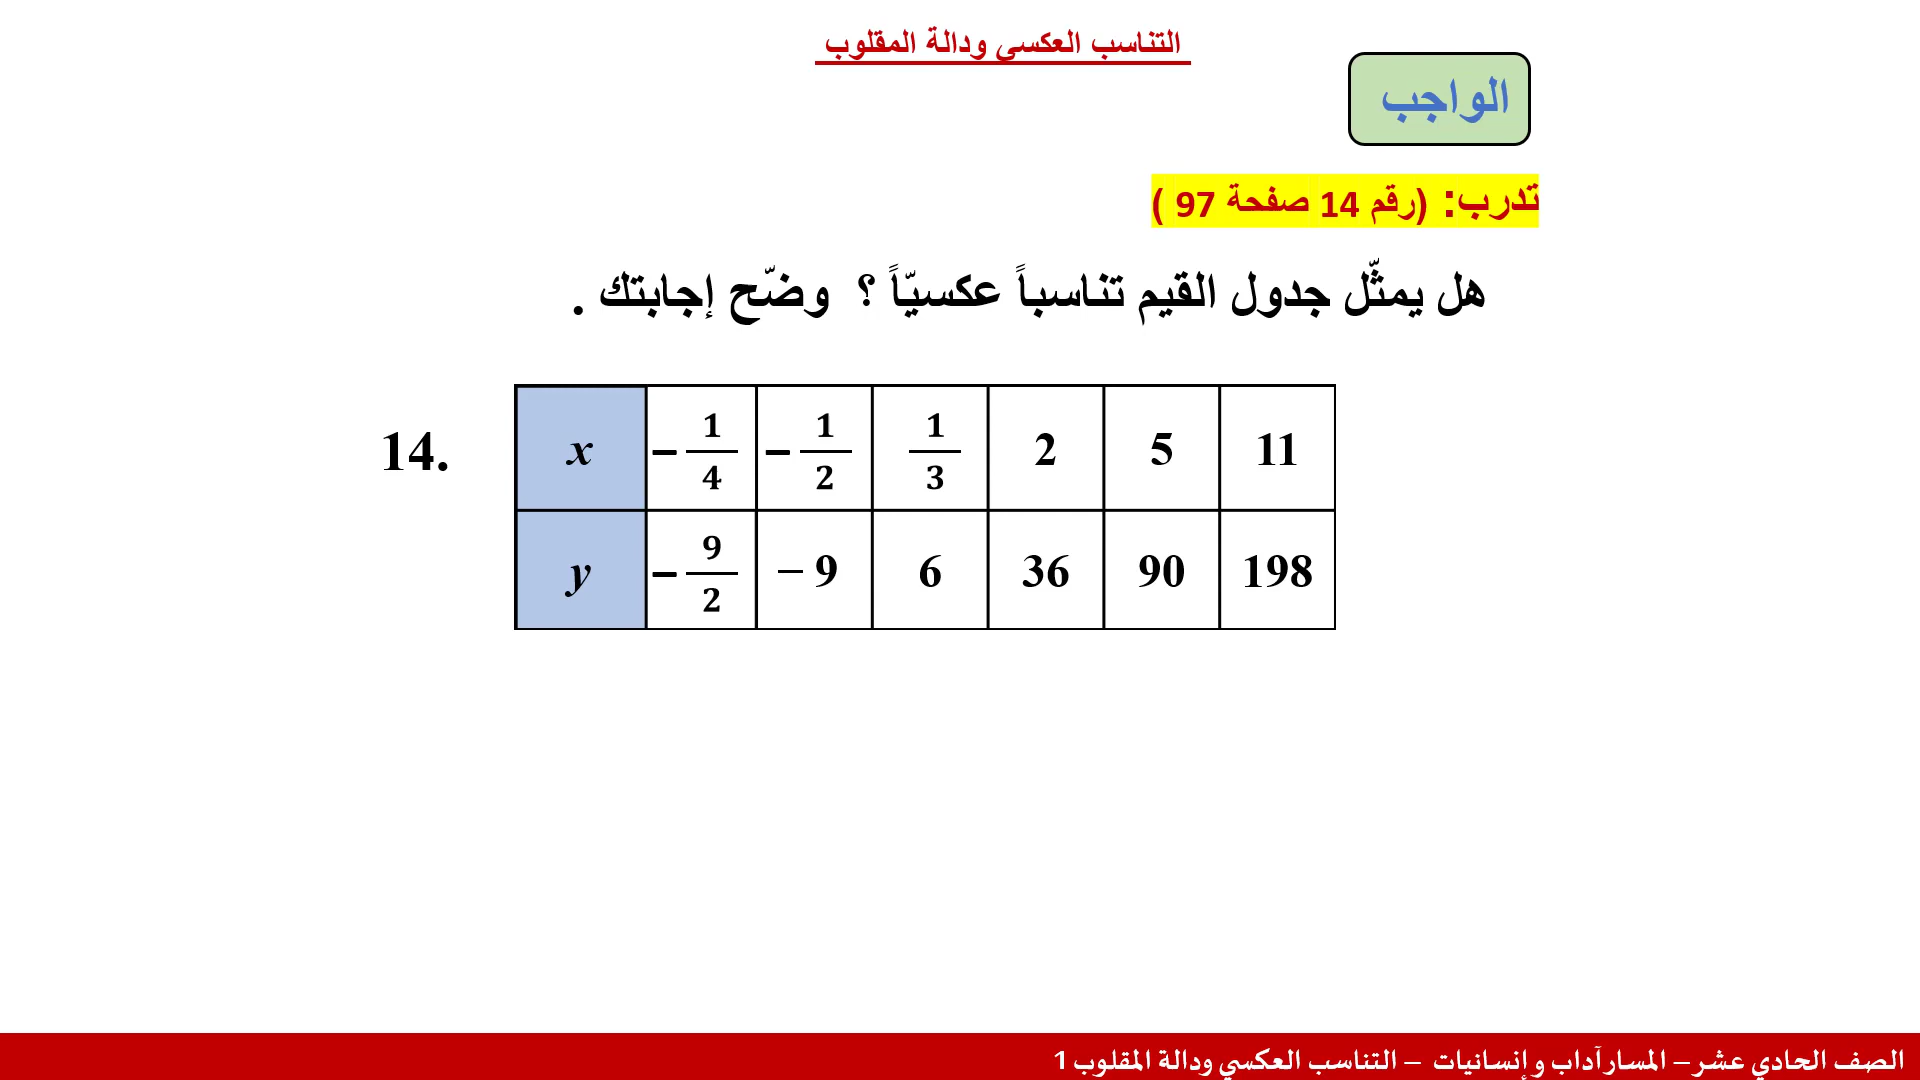 التناسب العكسي ودالة المقلوب
الواجب
تدرب: (رقم 14 صفحة 97 )
هل يمثّل جدول القيم تناسباً عكسيّاً ؟ وضّح إجابتك .
14.
x −1/4 −1/2 1/3 2 5 11
y −9/2 − 9 6 36 90 198
الصف الحادي عشر – المسار آداب و إنسانيات – التناسب العكسي ودالة المقلوب 1